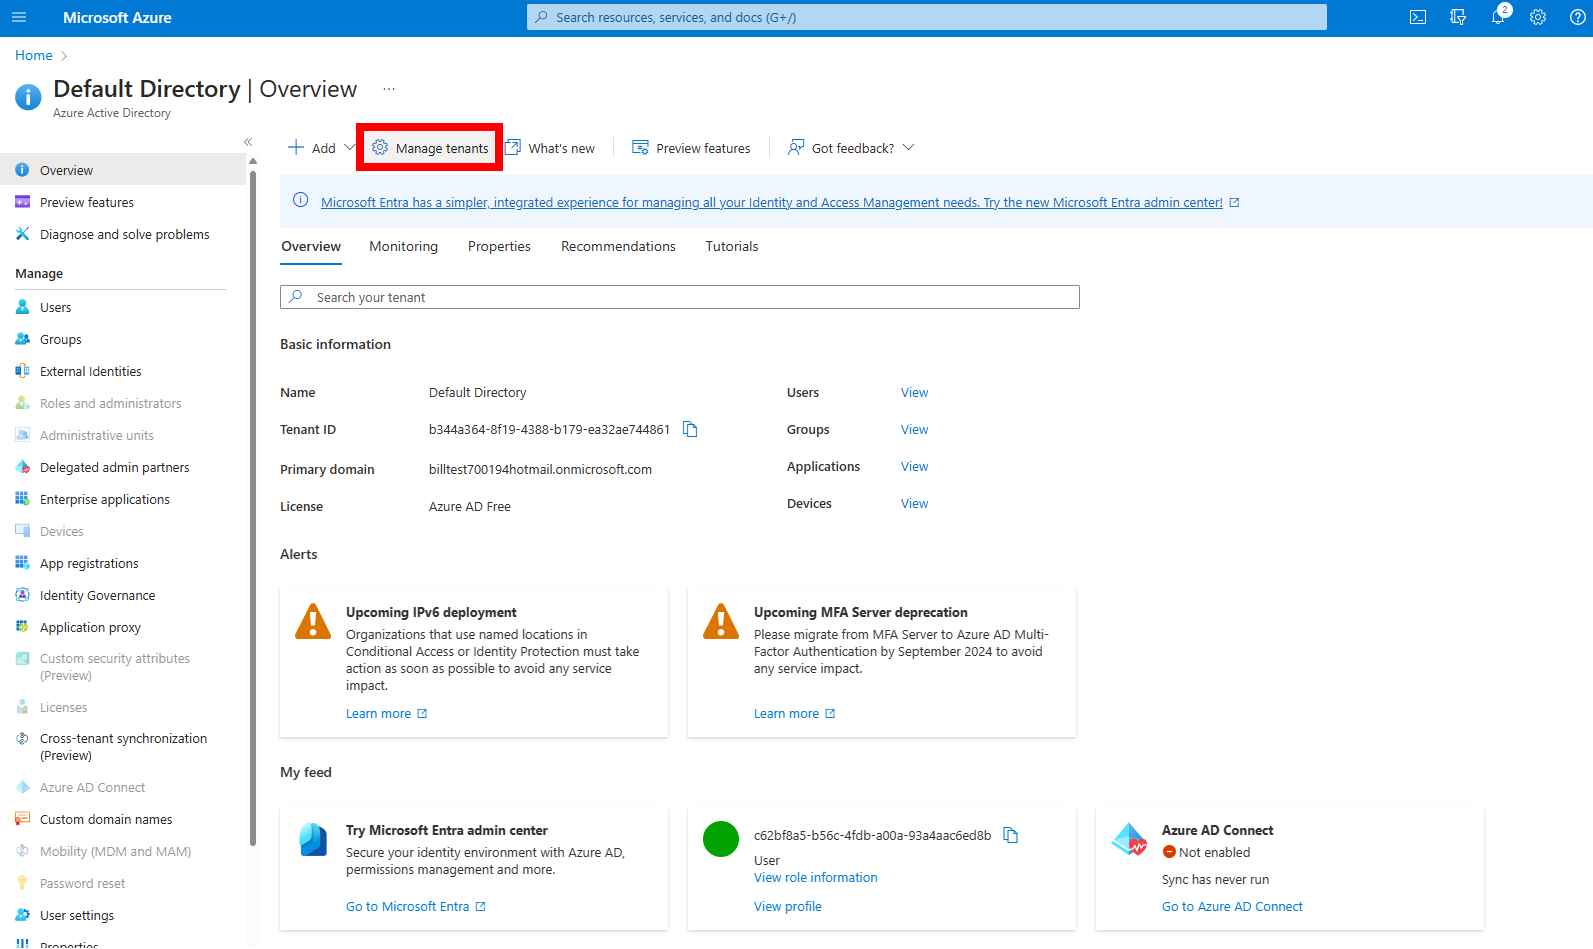 Microsoft Azure
Search resources, services, and docs (G+/)
2
Home
Default Directory | Overview
...
Azure Active Directory
Add
Manage tenants
What's new
Preview features
Got feedback?
Microsoft Entra has a simpler, integrated experience for managing all your Identity and Access Management needs. Try the new Microsoft Entra admin center!
Overview
Preview features
Diagnose and solve problems
Manage
Users
Groups
External Identities
Roles and administrators
Administrative units
Delegated admin partners
Enterprise applications
Devices
App registrations
Identity Governance
Application proxy
Custom security attributes
(Preview)
Licenses
Cross-tenant synchronization
(Preview)
Azure AD Connect
Custom domain names
Mobility (MDM and MAM)
Password reset
User settings
Properties
Overview
Monitoring
Properties
Recommendations
Tutorials
Search your tenant
Basic information
Name
Default Directory
Users
View
Tenant ID
b344a364-8f19-4388-b179-ea32ae744861
Groups
View
Primary domain
billtest700194hotmail.onmicrosoft.com
Applications
View
License
Azure AD Free
Devices
View
Alerts
Upcoming IPv6 deployment
Organizations that use named locations in
Conditional Access or Identity Protection must take
action as soon as possible to avoid any service
impact.
Learn more
Upcoming MFA Server deprecation
Please migrate from MFA Server to Azure AD Multi-
Factor Authentication by September 2024 to avoid
any service impact.
Learn more
My feed
Try Microsoft Entra admin center
Secure your identity environment with Azure AD,
permissions management and more.
Go to Microsoft Entra
c62bf8a5-b56c-4fdb-a00a-93a4aac6ed8b
User
View role information
View profile
Azure AD Connect
Not enabled
Sync has never run
Go to Azure AD Connect